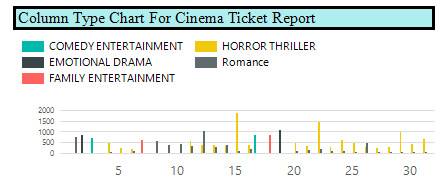 Column Type Chart For Cinema Ticket Report
COMEDY ENTERTAINMENT
HORROR THRILLER
EMOTIONAL DRAMA
Romance
FAMILY ENTERTAINMENT
2000
1500
1000
500
0
5 10 15 20 25 30